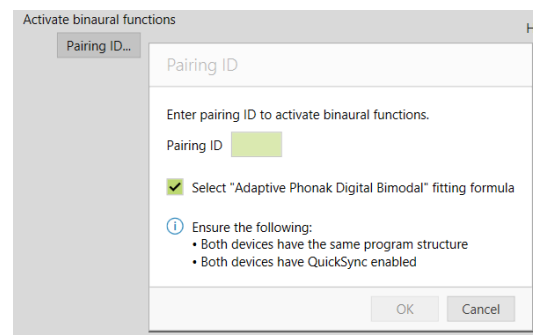 Activate binaural functions
H
Pairing ID...
Pairing ID
Enter pairing ID to activate binaural functions.
Pairing ID
Select "Adaptive Phonak Digital Bimodal" fitting formula
Ensure the following:
• Both devices have the same program structure
• Both devices have QuickSync enabled
OK Cancel